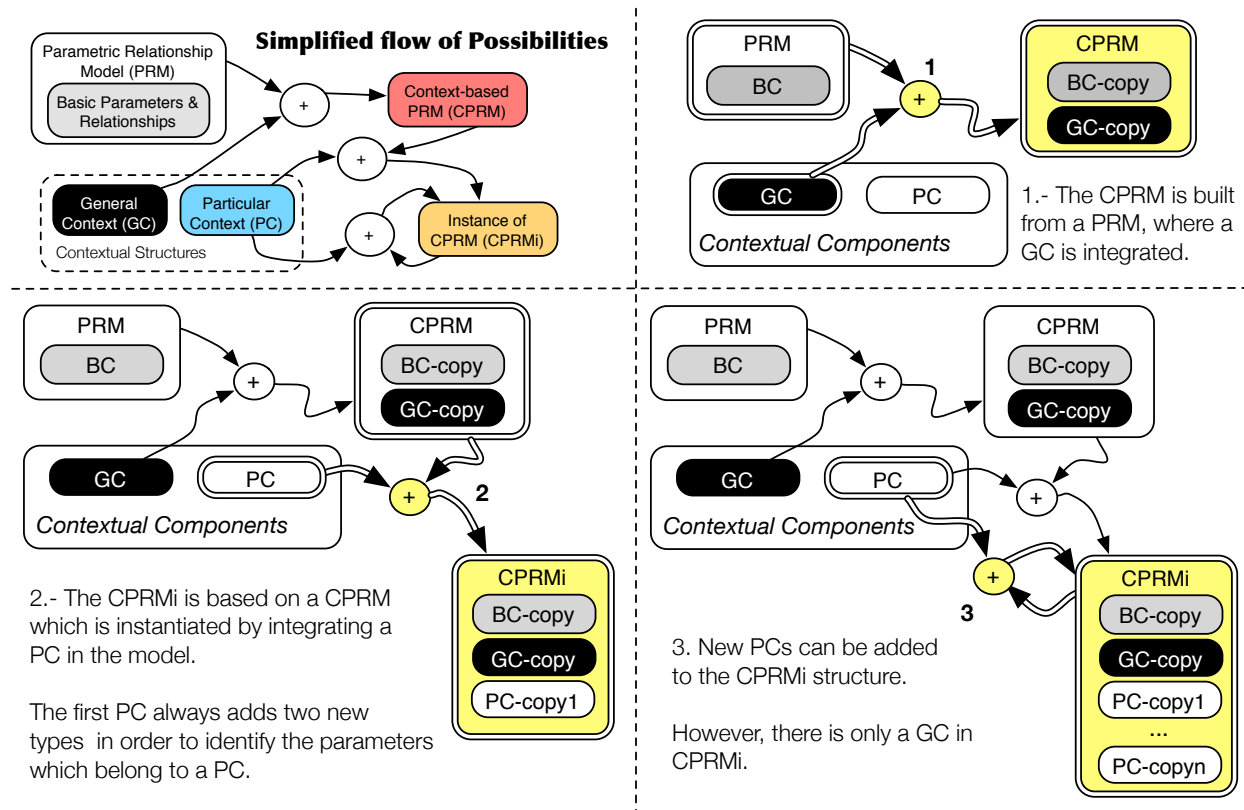 Simplified flow of Possibilities
Parametric Relationship
Model (PRM)
Basic Parameters &
Relationships
+
Context-based
PRM (CPRM)
+
General
Context (GC)
Particular
Context (PC)
Contextual Structures
+
Instance of
CPRM (CPRMi)
PRM
BC
1
+
CPRM
BC-copy
GC-copy
GC
PC
Contextual Components
1.- The CPRM is built
from a PRM, where a
GC is integrated.
PRM
BC
+
CPRM
BC-copy
GC-copy
GC
PC
Contextual Components
+
2
CPRMi
BC-copy
GC-copy
PC-copy1
2.- The CPRMi is based on a CPRM
which is instantiated by integrating a
PC in the model.
The first PC always adds two new
types in order to identify the parameters
which belong to a PC.
PRM
BC
+
CPRM
BC-copy
GC-copy
GC
PC
Contextual Components
+
+
3
CPRMi
BC-copy
GC-copy
PC-copy1
...
PC-copyn
3. New PCs can be added
to the CPRMi structure.
However, there is only a GC in
CPRMi.